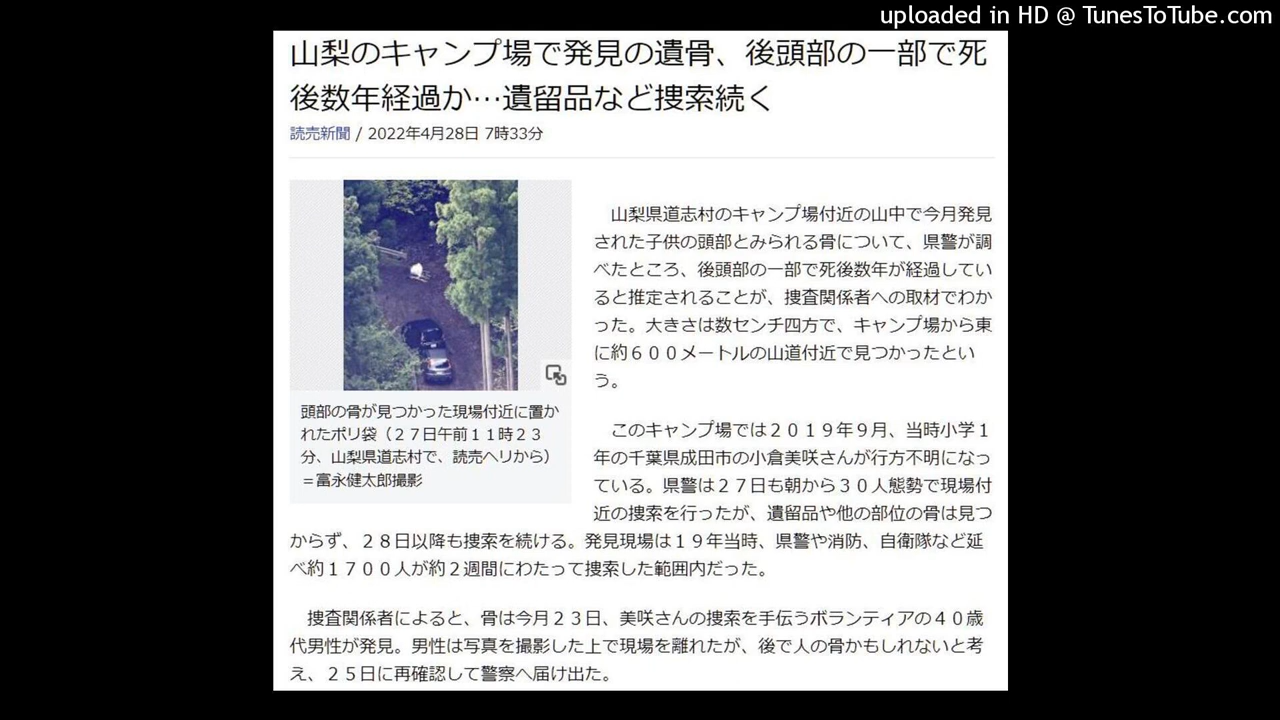 uploaded in HD @ TunesToTube.com
山梨のキャンプ場で発見の遺骨、後頭部の一部で死
後数年経過か…遺留品など捜索続く
読売新聞 / 2022年4月28日 7時33分
山梨県道志村のキャンプ場付近の山中で今月発見
された子供の頭部とみられる骨について、県警が調
べたところ、後頭部の一部で死後数年が経過してい
ると推定されることが、捜査関係者への取材でわか
った。大きさは数センチ四方で、キャンプ場から東
に約６００メートルの山道付近で見つかったとい
う。
頭部の骨が見つかった現場付近に置か
れたポリ袋（２７日午前１１時２３
分、山梨県道志村で、読売ヘリから）
＝富永健太郎撮影
このキャンプ場では２０１９年９月、当時小学１
年の千葉県成田市の小倉美咲さんが行方不明になっ
ている。県警は２７日も朝から３０人態勢で現場付
近の捜索を行ったが、遺留品や他の部位の骨は見つ
からず、２８日以降も捜索を続ける。発見現場は１９年当時、県警や消防、自衛隊など延
べ約１７００人が約２週間にわたって捜索した範囲内だった。
捜査関係者によると、骨は今月２３日、美咲さんの捜索を手伝うボランティアの４０歳
代男性が発見。男性は写真を撮影した上で現場を離れたが、後で人の骨かもしれないと考
え、２５日に再確認して警察へ届け出た。